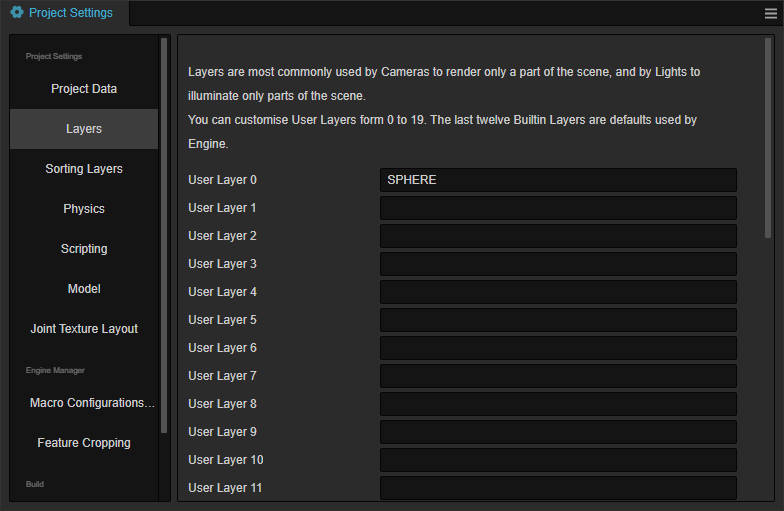 Project Settings
Project Settings
Project Data
Layers
Sorting Layers
Physics
Scripting
Model
Joint Texture Layout
Engine Manager
Macro Configurations...
Feature Cropping
Build
Layers are most commonly used by Cameras to render only a part of the scene, and by Lights to
illuminate only parts of the scene.
You can customise User Layers form 0 to 19. The last twelve Builtin Layers are defaults used by
Engine.
User Layer 0 SPHERE
User Layer 1
User Layer 2
User Layer 3
User Layer 4
User Layer 5
User Layer 6
User Layer 7
User Layer 8
User Layer 9
User Layer 10
User Layer 11